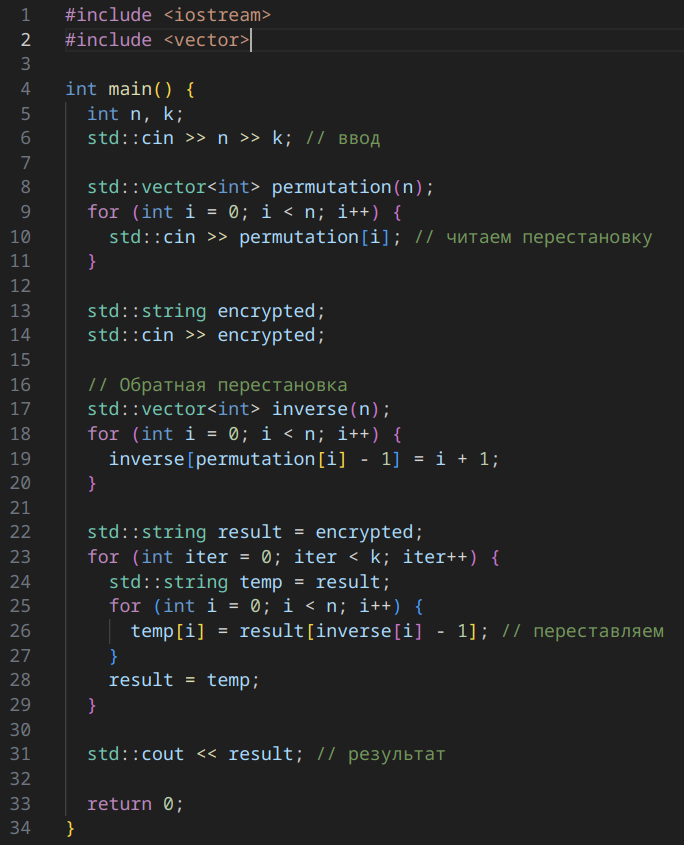 1 #include <iostream>
2 #include <vector>
3
4 int main() {
5   int n, k;
6   std::cin >> n >> k; // ввод
7
8   std::vector<int> permutation(n);
9   for (int i = 0; i < n; i++) {
10     std::cin >> permutation[i]; // читаем перестановку
11   }
12
13   std::string encrypted;
14   std::cin >> encrypted;
15
16   // Обратная перестановка
17   std::vector<int> inverse(n);
18   for (int i = 0; i < n; i++) {
19     inverse[permutation[i] - 1] = i + 1;
20   }
21
22   std::string result = encrypted;
23   for (int iter = 0; iter < k; iter++) {
24     std::string temp = result;
25     for (int i = 0; i < n; i++) {
26       temp[i] = result[inverse[i] - 1]; // переставляем
27     }
28     result = temp;
29   }
30
31   std::cout << result; // результат
32
33   return 0;
34 }